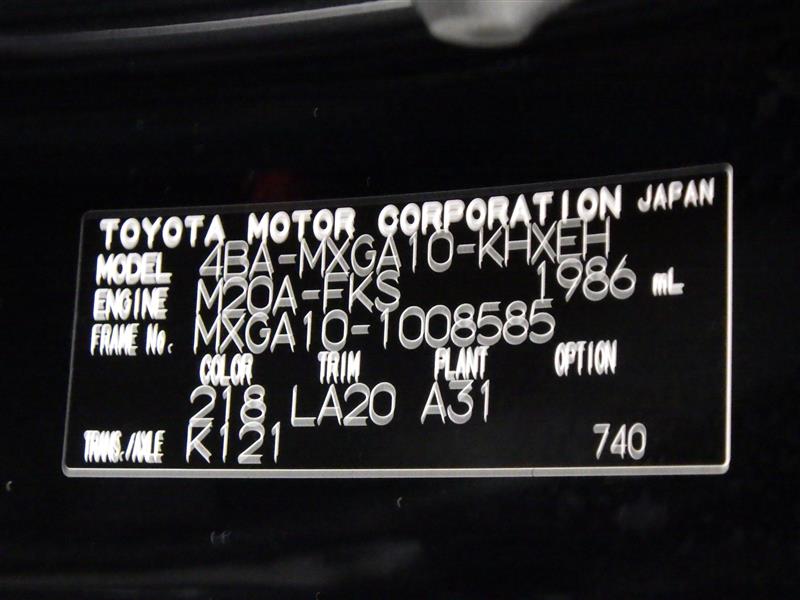 TOYOTA MOTOR CORPORATION JAPAN
MODEL 4BA-MXGA10-KHXEH
ENGINE M20A-FKS 1986 mL
FRAME No. MXGA10-1008585
COLOR TRIM PLANT OPTION
218 LA20 A31
TRANS./AXLE K121 740